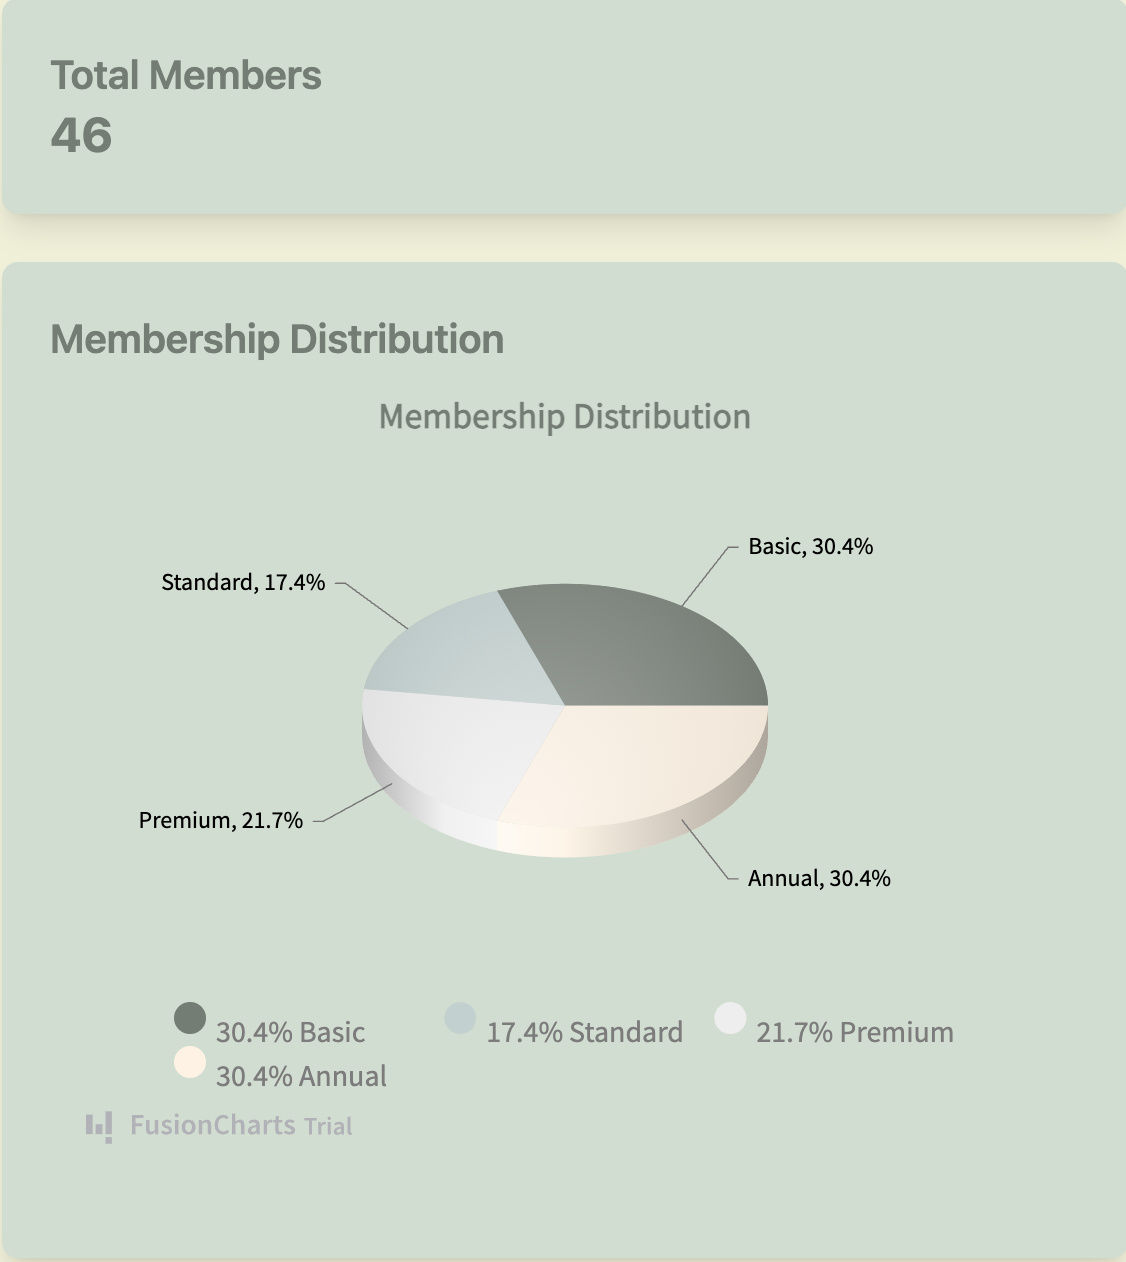 Total Members
46
Membership Distribution
Membership Distribution
Basic, 30.4%
Standard, 17.4%
Premium, 21.7%
Annual, 30.4%
30.4% Basic
17.4% Standard
21.7% Premium
30.4% Annual
FusionCharts Trial